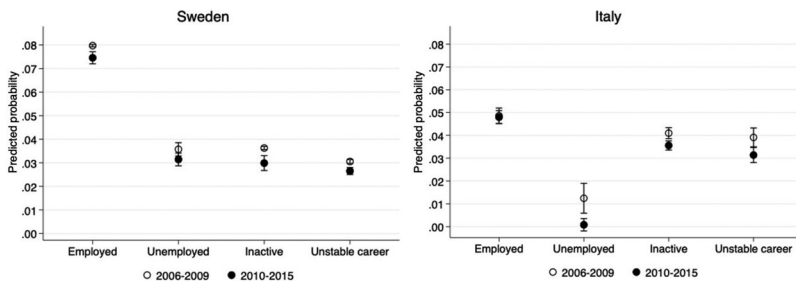 Sweden
Predicted probability
.08
.07
.06
.05
.04
.03
.02
.01
.00
Employed Unemployed Inactive Unstable career
○ 2006-2009 ● 2010-2015
Italy
Predicted probability
.08
.07
.06
.05
.04
.03
.02
.01
.00
Employed Unemployed Inactive Unstable career
○ 2006-2009 ● 2010-2015